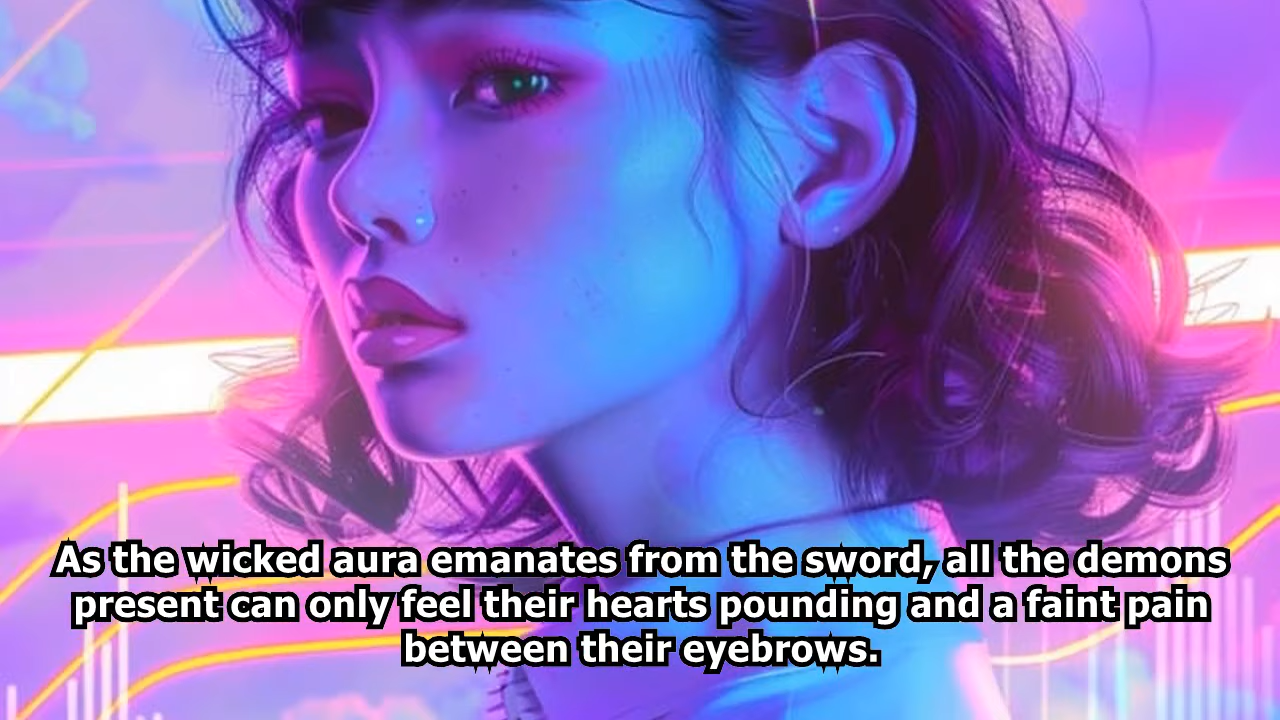 As the wicked aura emanates from the sword, all the demons
present can only feel their hearts pounding and a faint pain
between their eyebrows.